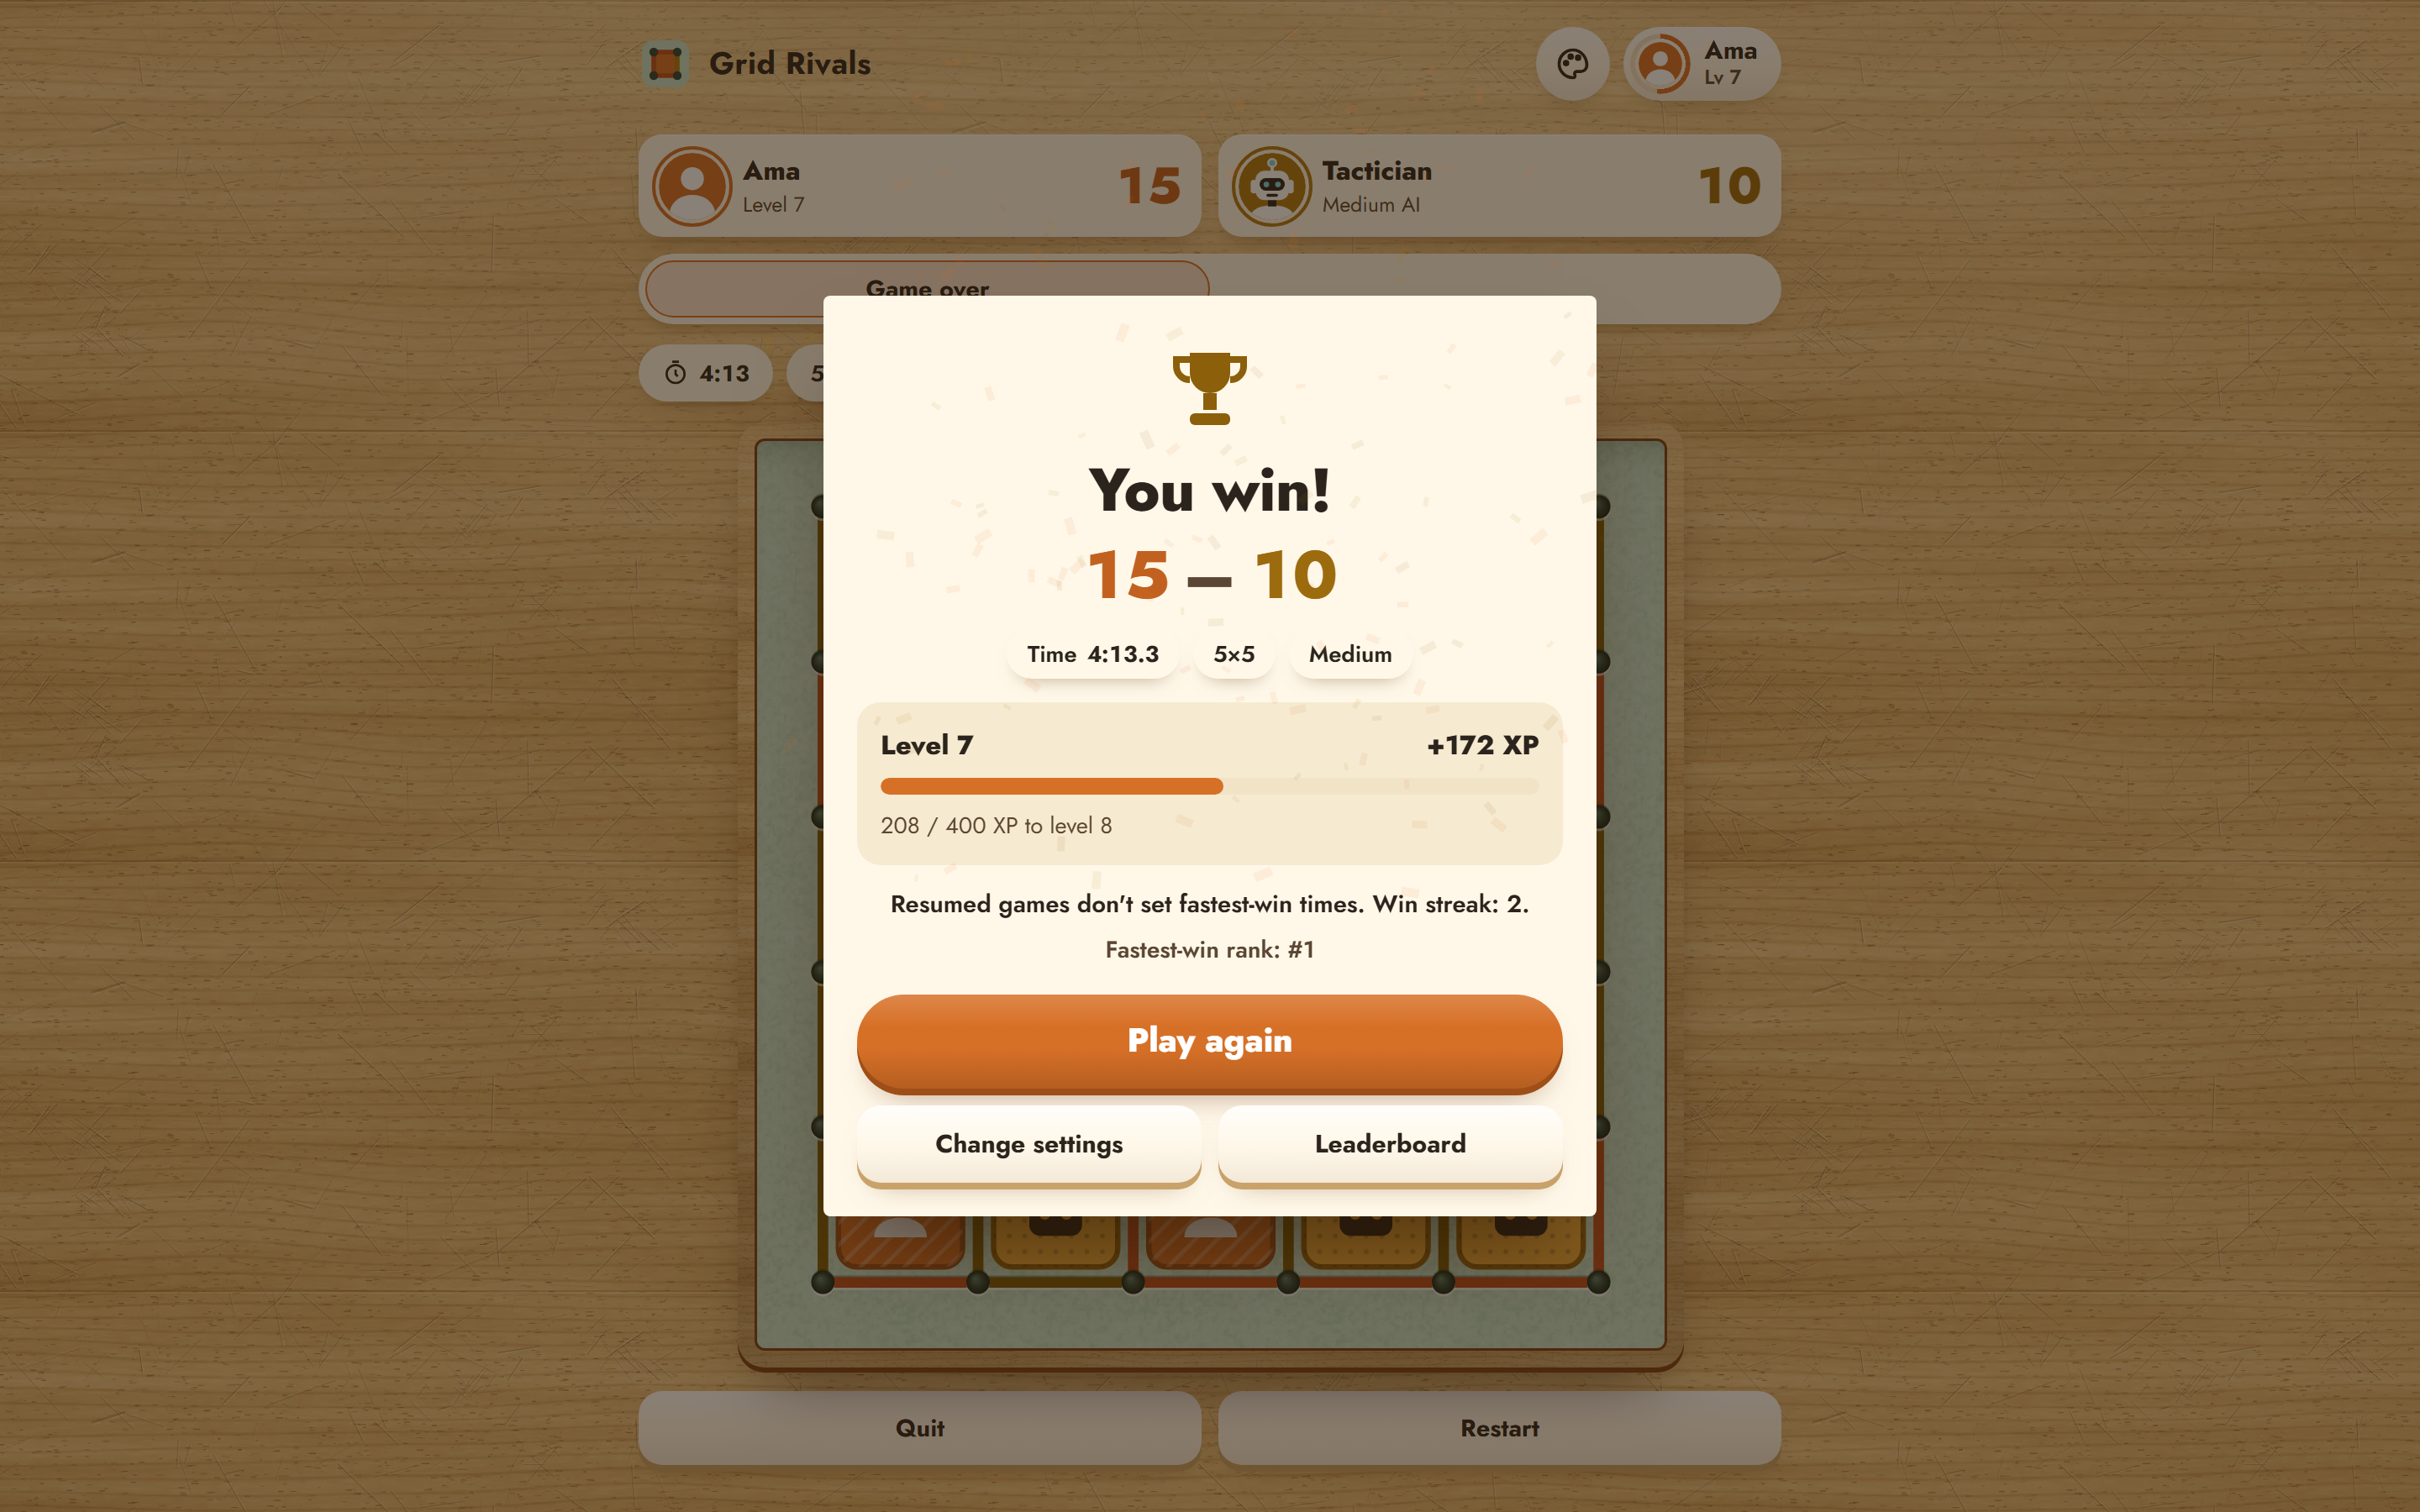 Grid Rivals
Ama
Lv 7
Ama
Level 7
15
Tactician
Medium AI
10
Game over
4:13
5
You win!
15 – 10
Time 4:13.3
5×5
Medium
Level 7
+172 XP
208 / 400 XP to level 8
Resumed games don't set fastest-win times. Win streak: 2.
Fastest-win rank: #1
Play again
Change settings
Leaderboard
Quit
Restart